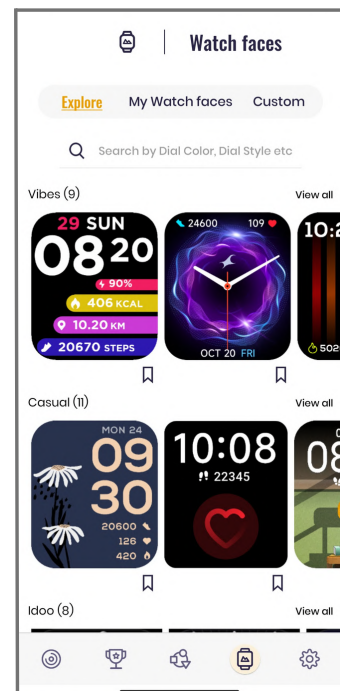 Watch faces
Explore My Watch faces Custom
Search by Dial Color, Dial Style etc
Vibes (9) View all
29 SUN
08 20
90%
406 KCAL
10.20 KM
20670 STEPS
24600 109
OCT 20 FRI
10:2
Casual (11) View all
MON 24
09
30
20600
126
420
10:08
22345
08
Idoo (8) View all